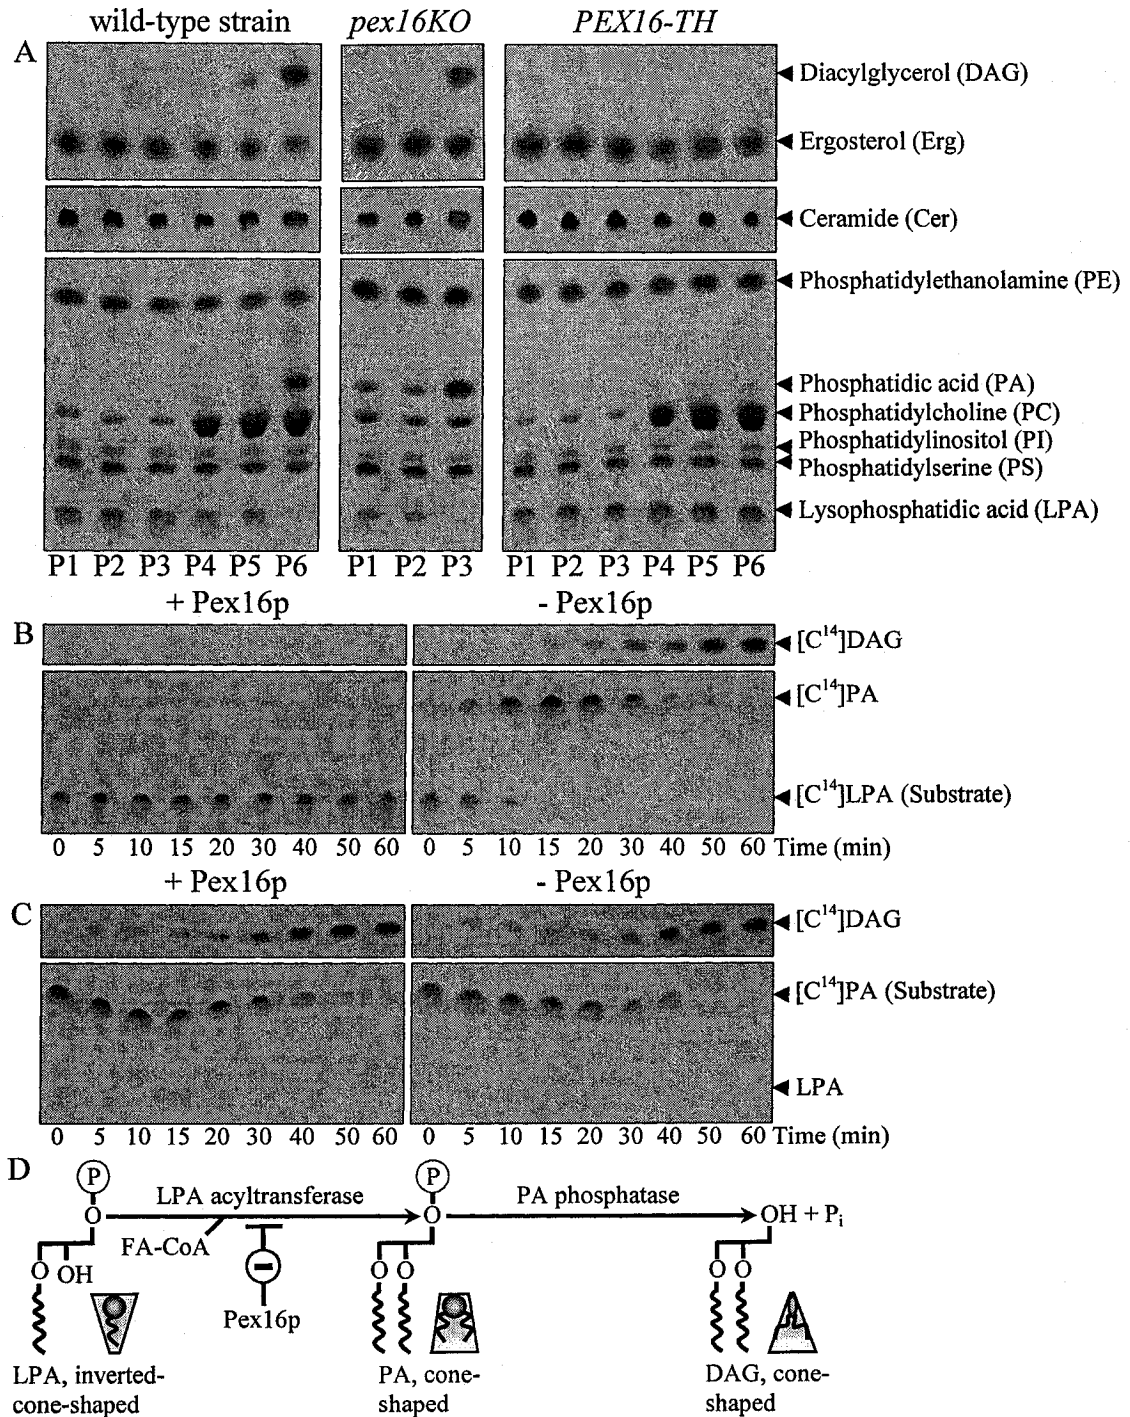 wild-type strain pex16KO PEX16-TH
A
Diacylglycerol (DAG)
Ergosterol (Erg)
Ceramide (Cer)
Phosphatidylethanolamine (PE)
Phosphatidic acid (PA)
Phosphatidylcholine (PC)
Phosphatidylinositol (PI)
Phosphatidylserine (PS)
Lysophosphatidic acid (LPA)
P1 P2 P3 P4 P5 P6 P1 P2 P3 P1 P2 P3 P4 P5 P6
+ Pex16p - Pex16p
B
[C14]DAG
[C14]PA
[C14]LPA (Substrate)
0 5 10 15 20 30 40 50 60 0 5 10 15 20 30 40 50 60 Time (min)
+ Pex16p - Pex16p
C
[C14]DAG
[C14]PA (Substrate)
LPA
0 5 10 15 20 30 40 50 60 0 5 10 15 20 30 40 50 60 Time (min)
D
P LPA acyltransferase P PA phosphatase
O O OH + Pi
FA-CoA
O OH O O O O
Pex16p
LPA, inverted-
cone-shaped
PA, cone-
shaped
DAG, cone-
shaped